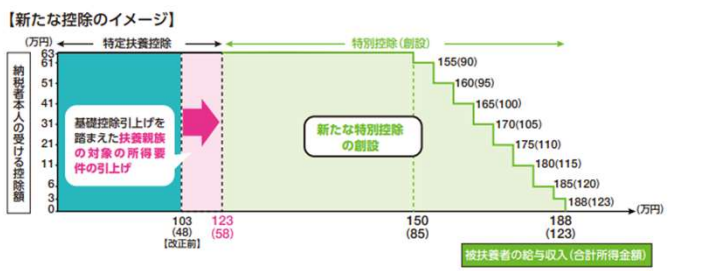 【新たな控除のイメージ】
(万円)
特定扶養控除
特別控除(創設)
納税者本人の受ける控除額
63
61
51
41
31
21
11
6
3
0
基礎控除引上げを
踏まえた扶養親族
の対象の所得要
件の引上げ
新たな特別控除
の創設
155(90)
160(95)
165(100)
170(105)
175(110)
180(115)
185(120)
188(123)
103
(48)
【改正前】
123
(58)
150
(85)
188
(123)
(万円)
被扶養者の給与収入(合計所得金額)